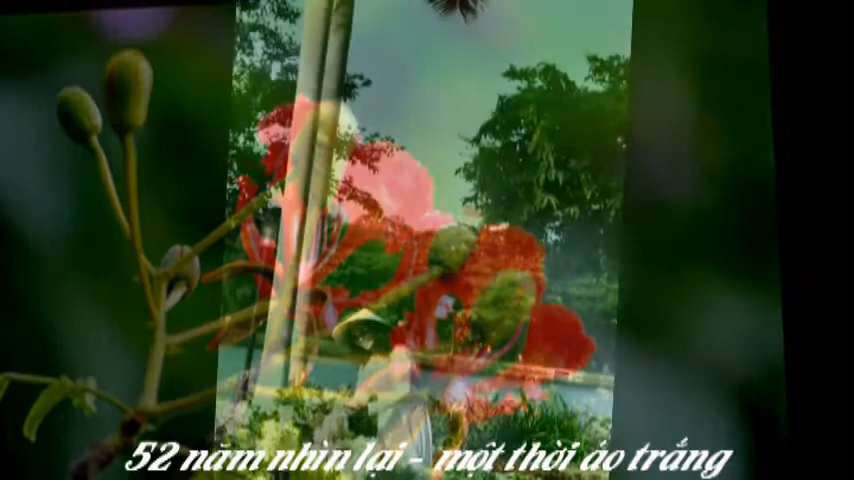 52 năm nhìn lại - một thời áo trắng